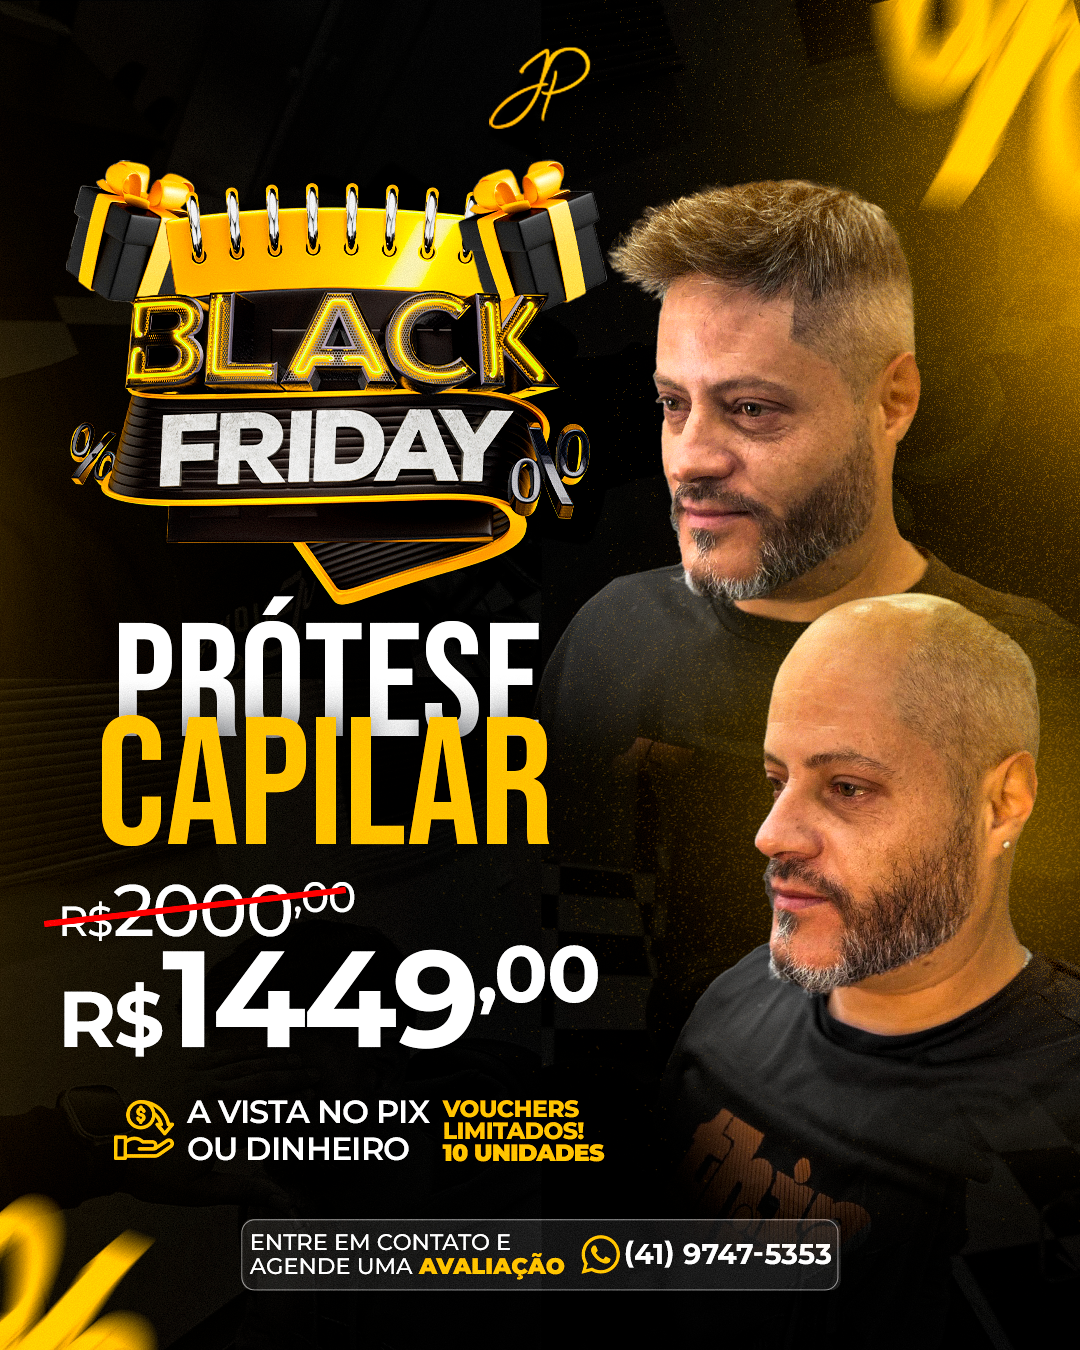 JP
BLACK
FRIDAY
PRÓTESE
CAPILAR
R$2000,00
R$1449,00
A VISTA NO PIX
OU DINHEIRO
VOUCHERS
LIMITADOS!
10 UNIDADES
ENTRE EM CONTATO E
AGENDE UMA AVALIAÇÃO
(41) 9747-5353